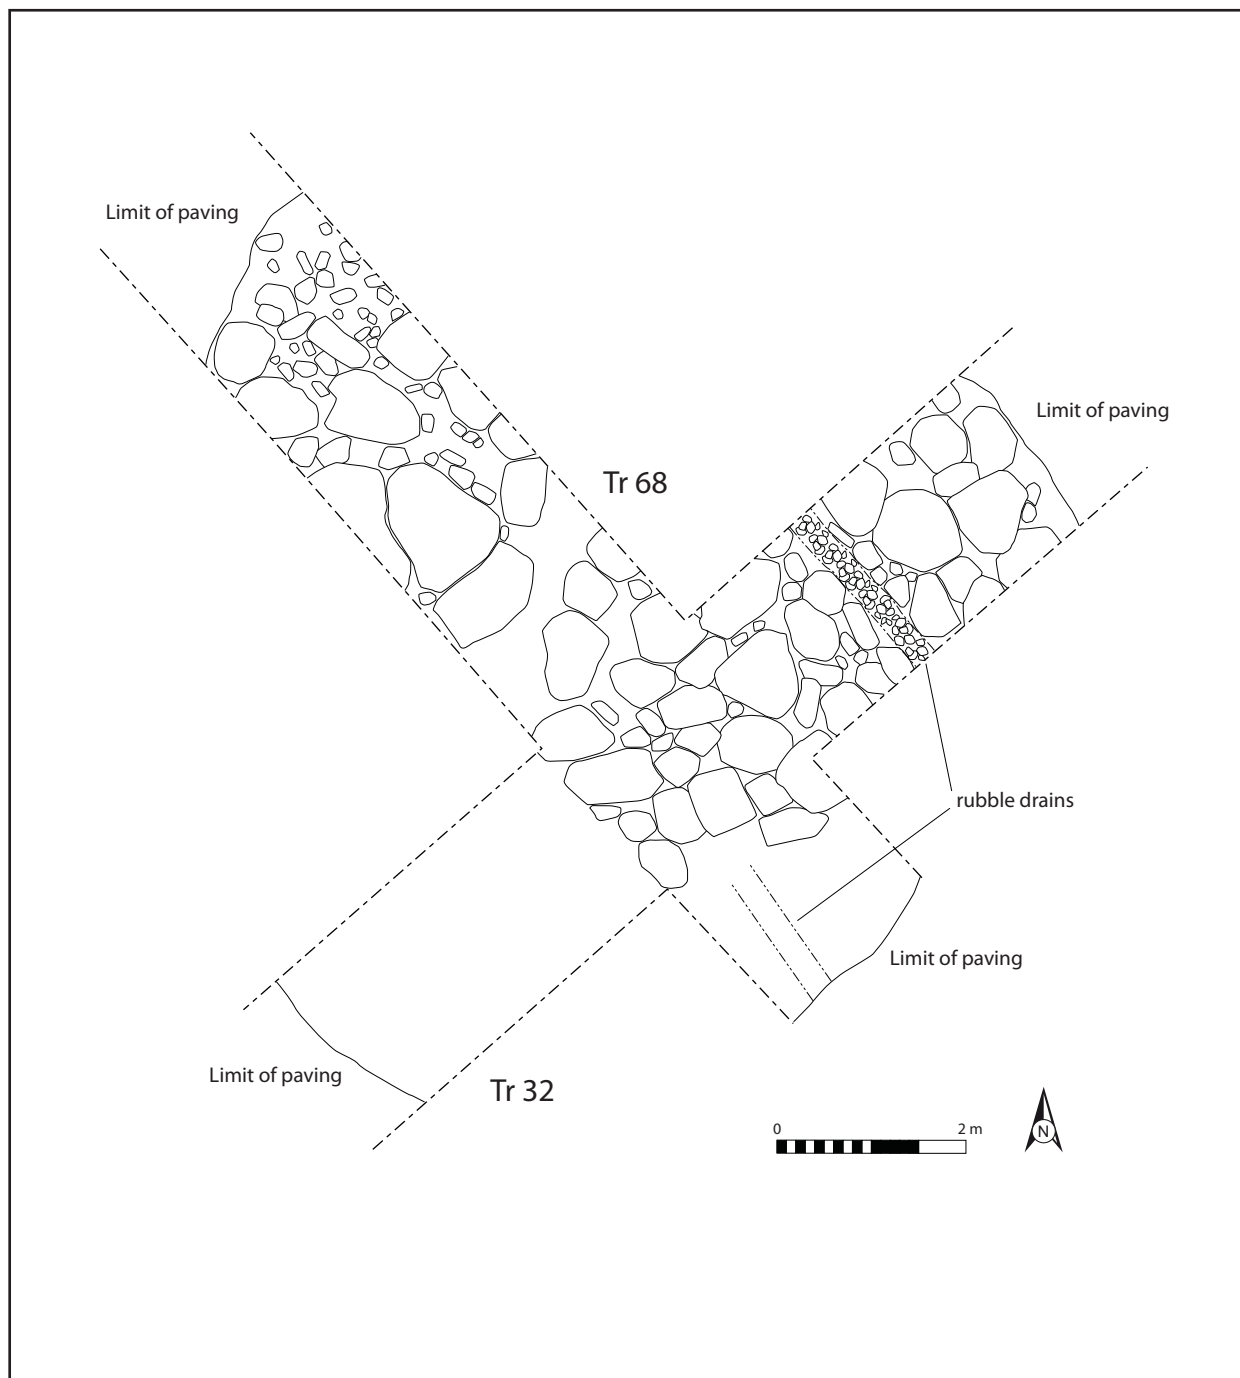 Limit of paving
Tr 68
Limit of paving
rubble drains
Limit of paving
Limit of paving
Tr 32
0 2 m
N